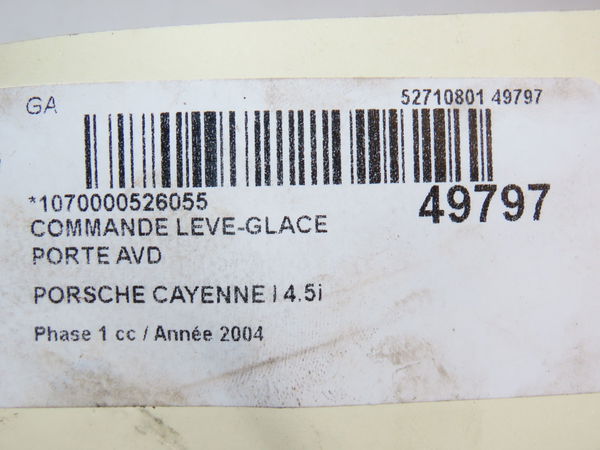 GA
52710801 49797
*1070000526055
49797
COMMANDE LEVE-GLACE
PORTE AVD
PORSCHE CAYENNE I 4.5i
Phase 1 cc / Année 2004